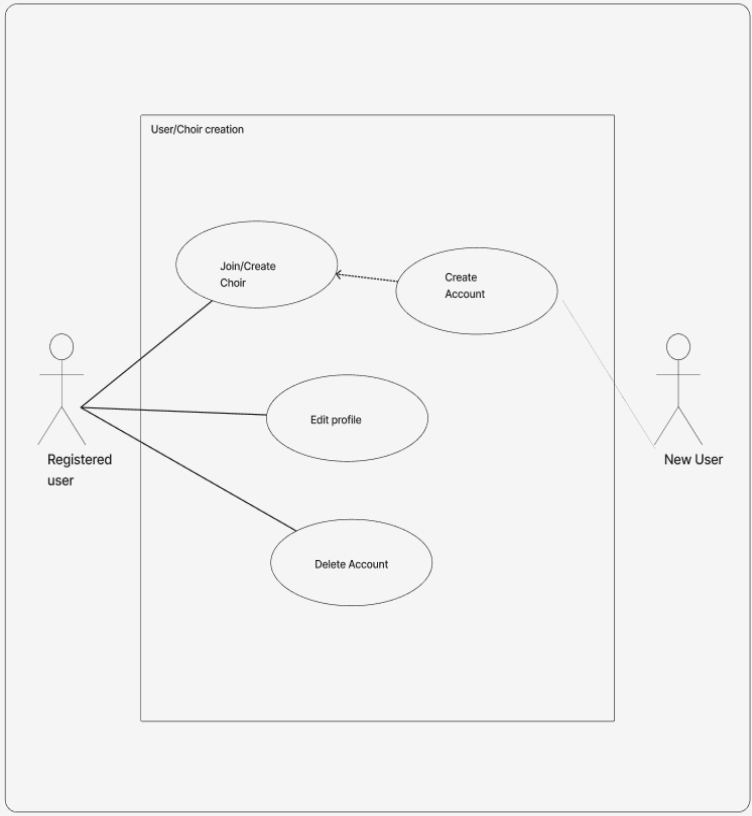 User/Choir creation
Join/Create
Choir
Create
Account
Edit profile
Registered
user
New User
Delete Account